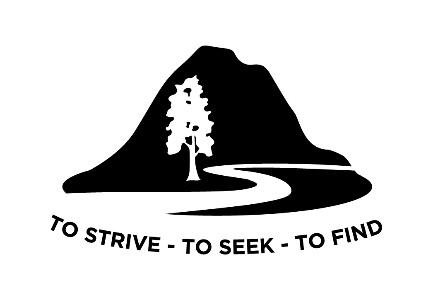 TO STRIVE - TO SEEK - TO FIND